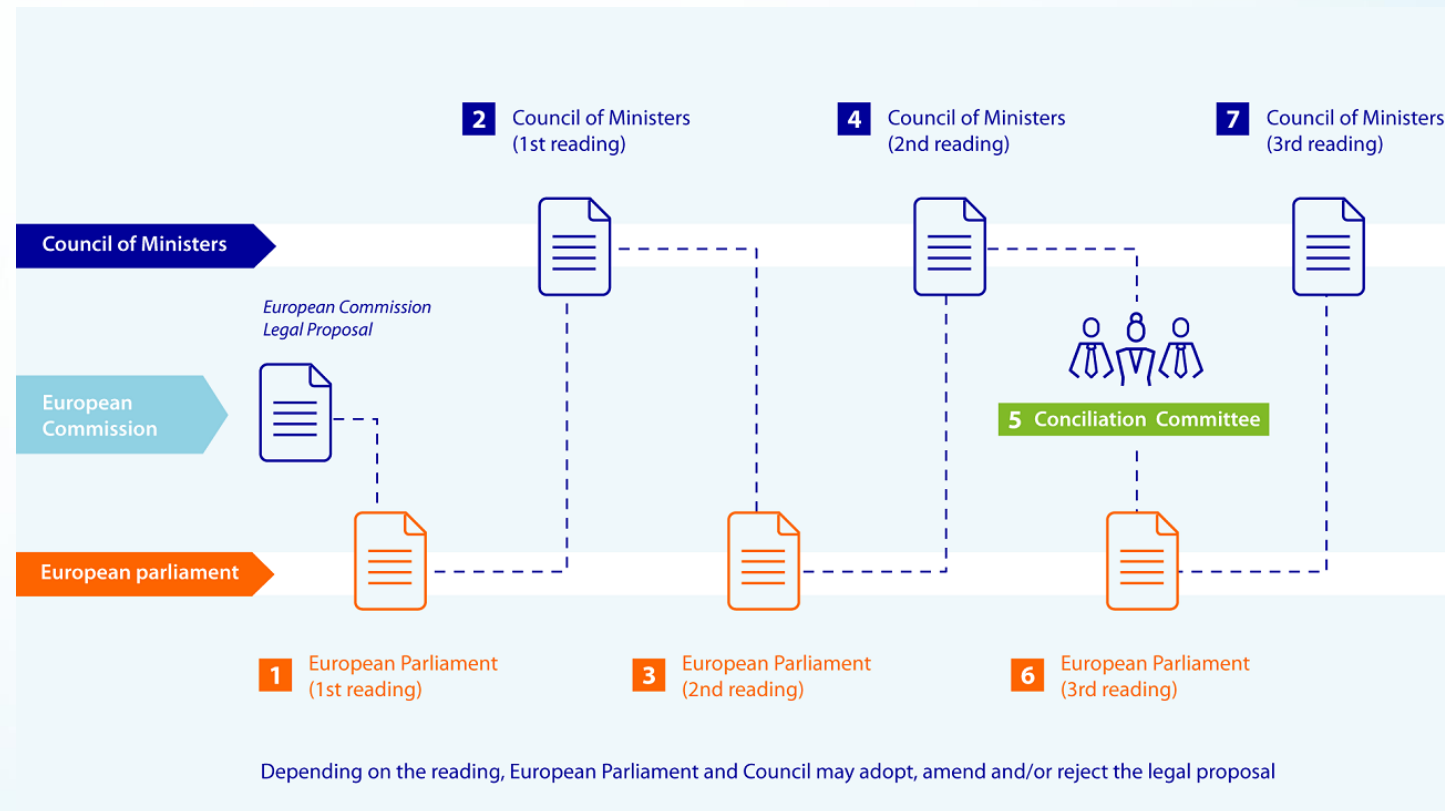 2 Council of Ministers
(1st reading)
4 Council of Ministers
(2nd reading)
7 Council of Ministers
(3rd reading)
Council of Ministers
European Commission
Legal Proposal
European
Commission
5 Conciliation Committee
European parliament
1 European Parliament
(1st reading)
3 European Parliament
(2nd reading)
6 European Parliament
(3rd reading)
Depending on the reading, European Parliament and Council may adopt, amend and/or reject the legal proposal